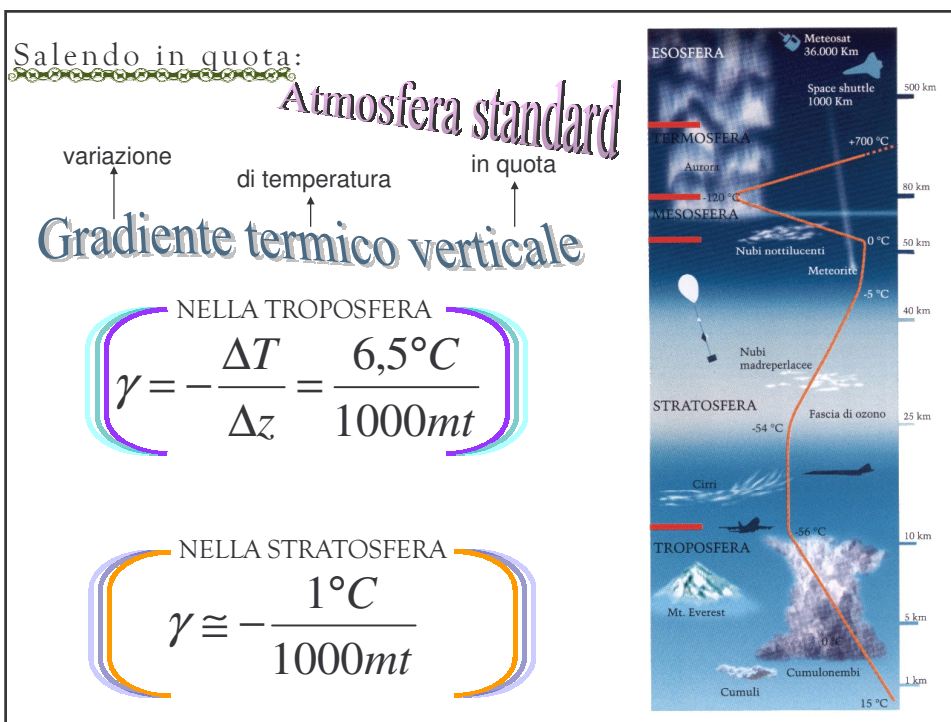 Salendo in quota:
Atmosfera standard
variazione
di temperatura
in quota
Gradiente termico verticale
NELLA TROPOSFERA
γ = − ΔT / Δz = 6,5°C / 1000mt
NELLA STRATOSFERA
γ ≅ − 1°C / 1000mt
ESOSFERA
Meteosat
36.000 Km
Space shuttle
1000 Km
500 km
TERMOSFERA
+700 °C
Aurora
-120 °C
80 km
MESOSFERA
0 °C
Nubi nottilucenti
50 km
Meteorite
-5 °C
40 km
Nubi
madreperlacee
STRATOSFERA
Fascia di ozono
25 km
-54 °C
Cirri
-56 °C
10 km
TROPOSFERA
Mt. Everest
5 km
0 °C
Cumulonembi
Cumuli
1 km
15 °C